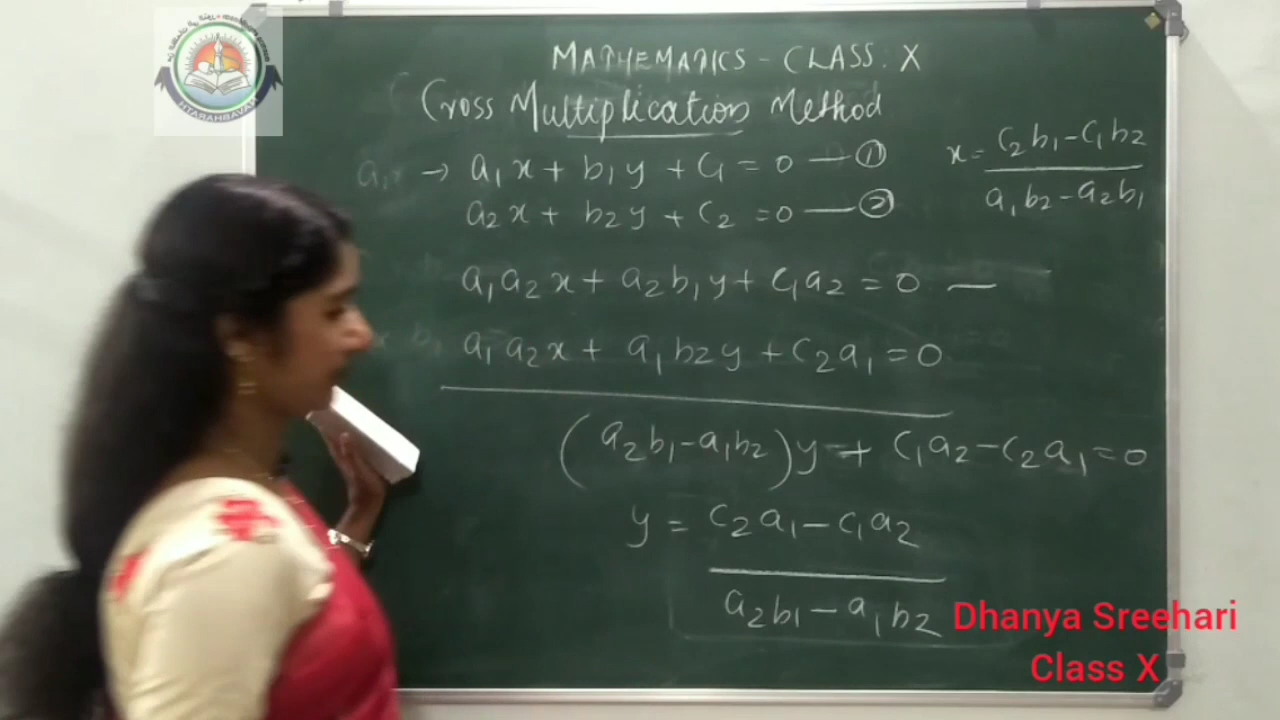 MATHEMATICS - CLASS. X
Cross Multiplication Method
a₁x → a₁x + b₁y + c₁ = 0 — ①
a₂x + b₂y + c₂ = 0 — ②
x = (c₂b₁ - c₁b₂) / (a₁b₂ - a₂b₁)
a₁a₂x + a₂b₁y + c₁a₂ = 0 —
a₁a₂x + a₁b₂y + c₂a₁ = 0
(a₂b₁ - a₁b₂)y + c₁a₂ - c₂a₁ = 0
y = c₂a₁ - c₁a₂
a₂b₁ - a₁b₂
Dhanya Sreehari
Class X